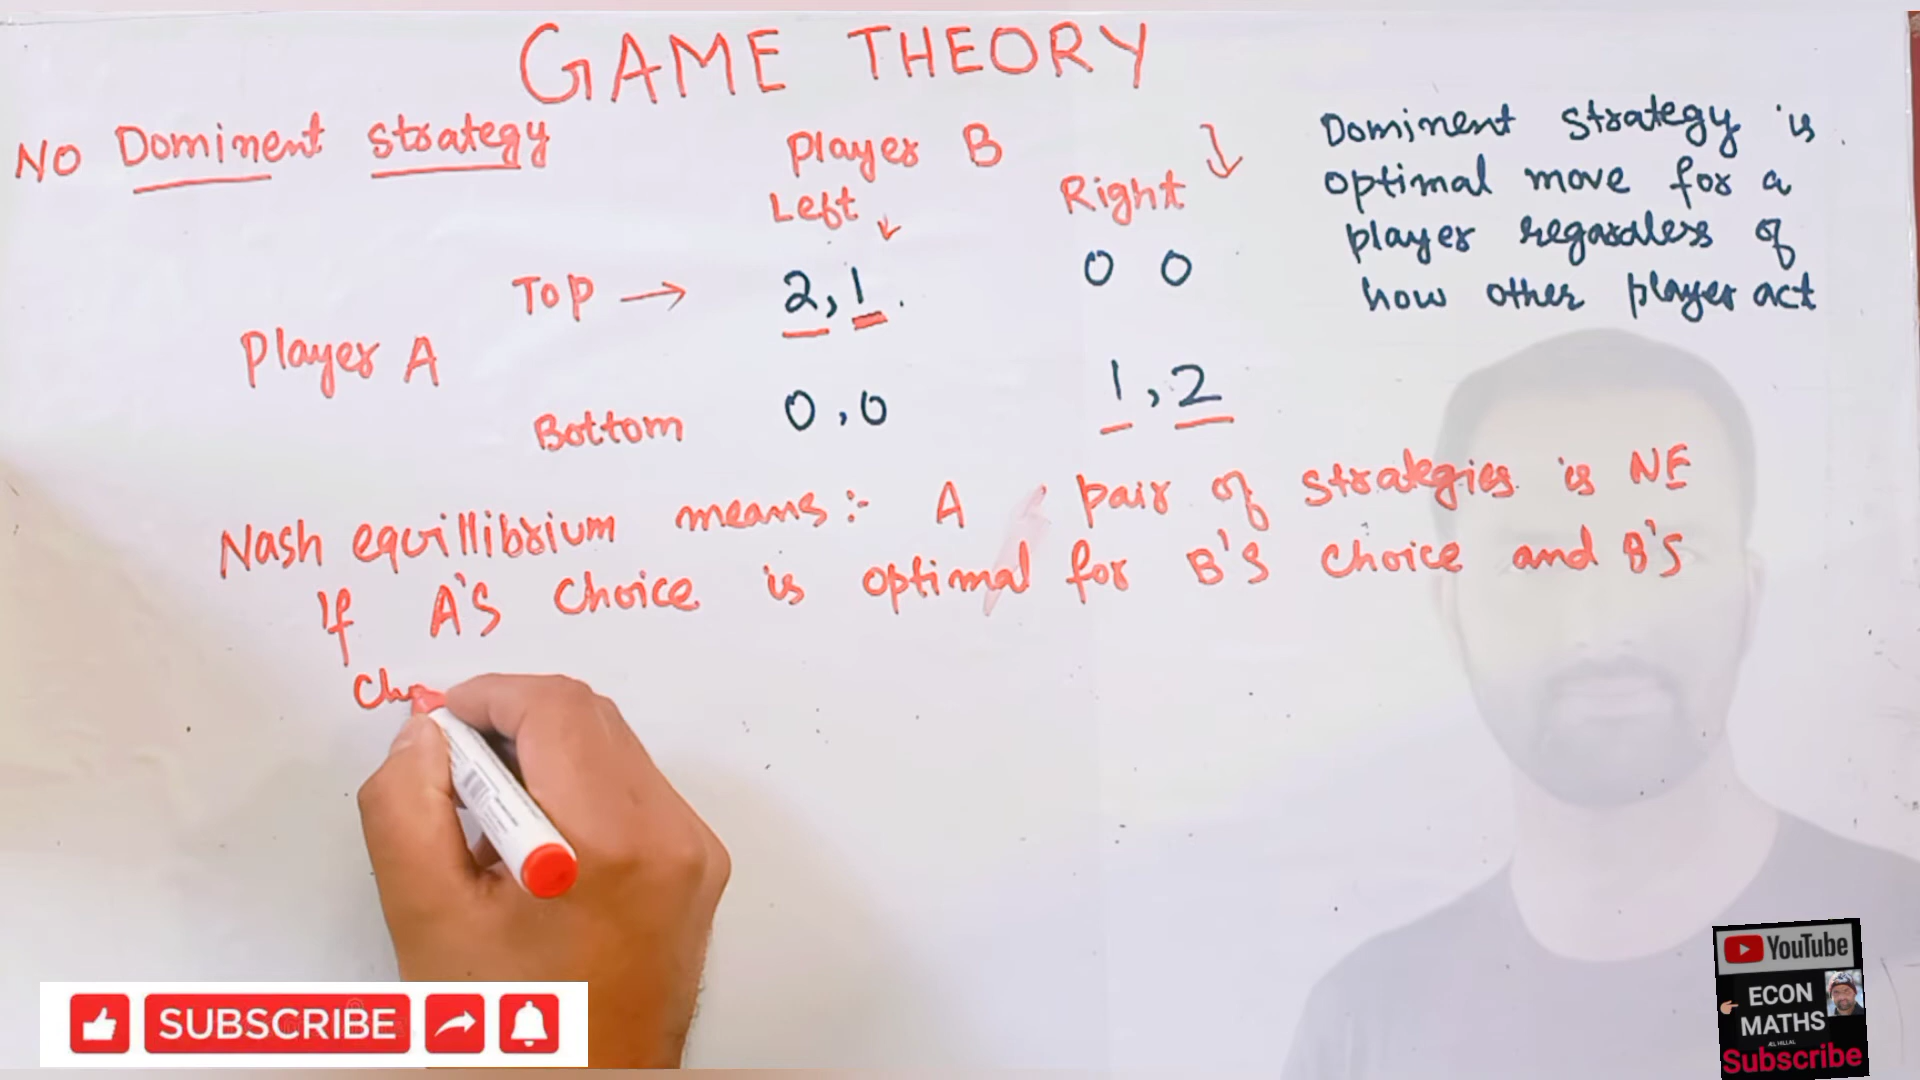 GAME THEORY
NO Dominent strategy
Player B
Left
Right
Dominent strategy is
optimal move for a
player regardless of
how other player act
Top → 2, 1 . 0 0
Player A
Bottom 0, 0 1, 2
Nash equillibrium means:- A pair of strategies is NE
If A'S choice is optimal for B'S choice and B'S
Cho
SUBSCRIBE
YouTube
ECON
MATHS
Subscribe